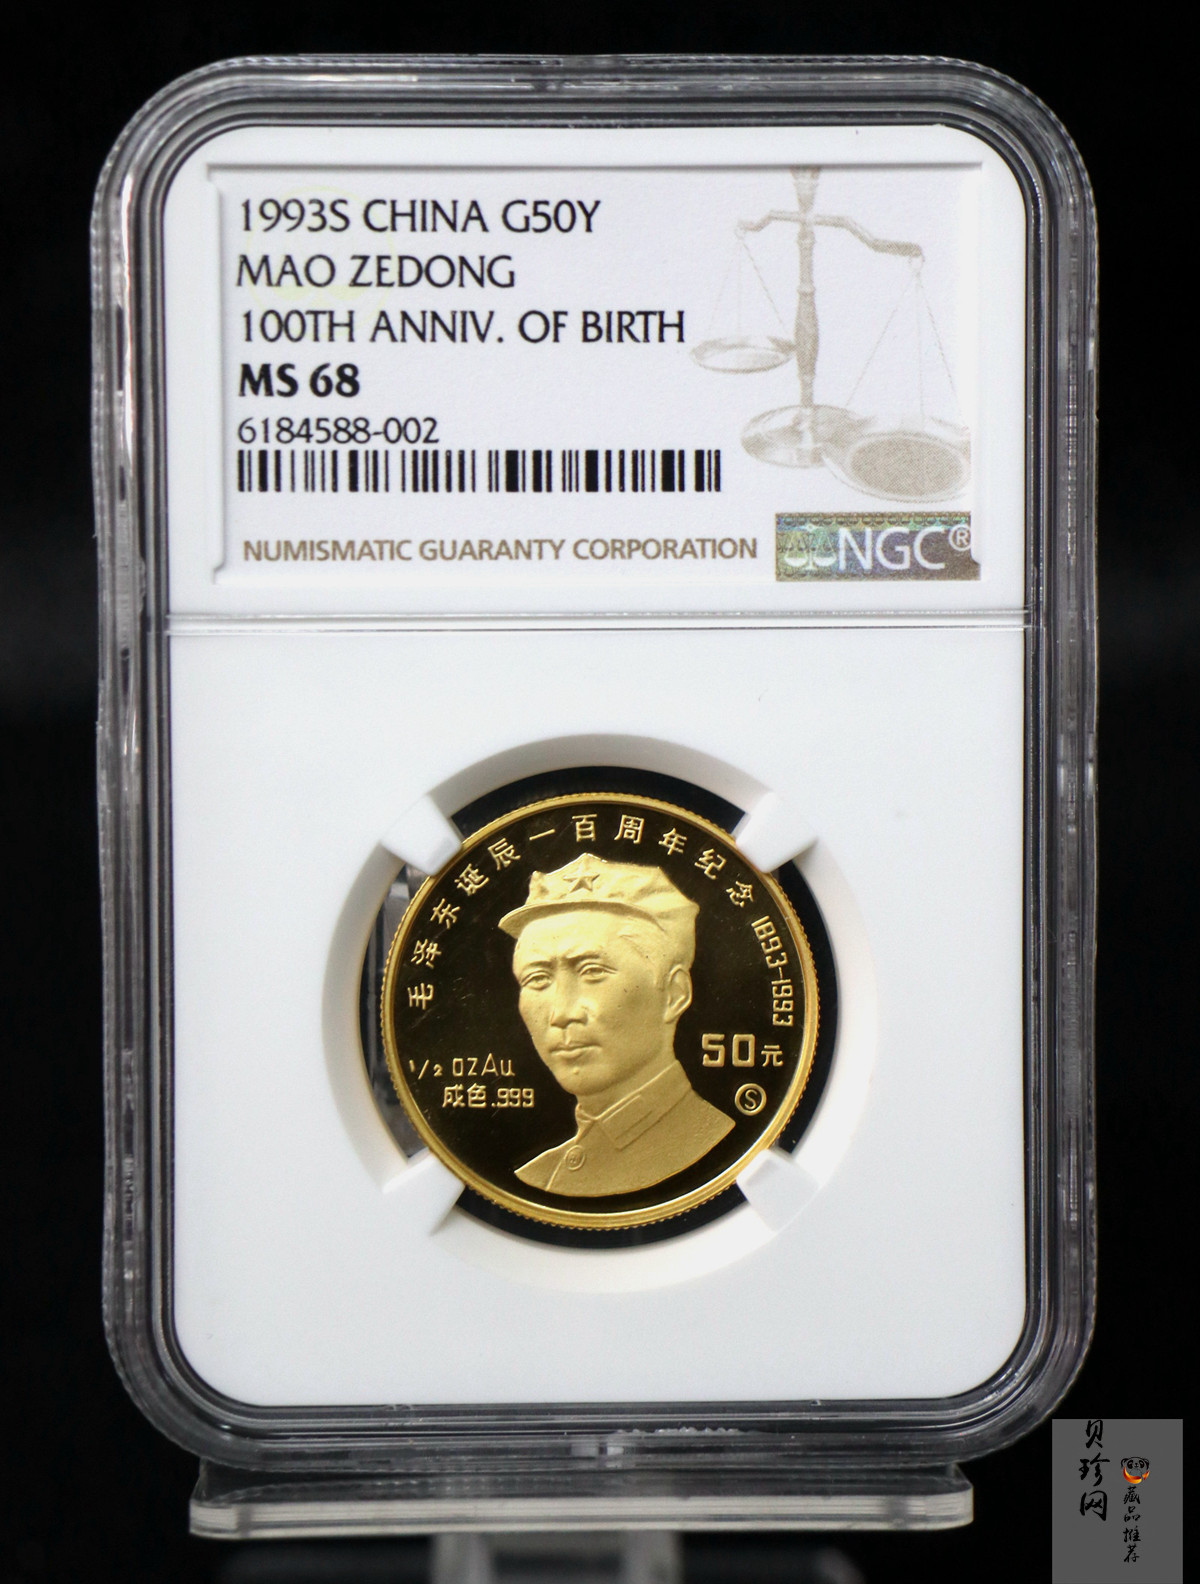 1993S CHINA G50Y
MAO ZEDONG
100TH ANNIV. OF BIRTH
MS 68
6184588-002
NUMISMATIC GUARANTY CORPORATION
NGC®
毛泽东诞辰一百周年纪念 1893-1993
1/2 OZ Au
成色.999
50元
S
贝珍网
藏品推荐